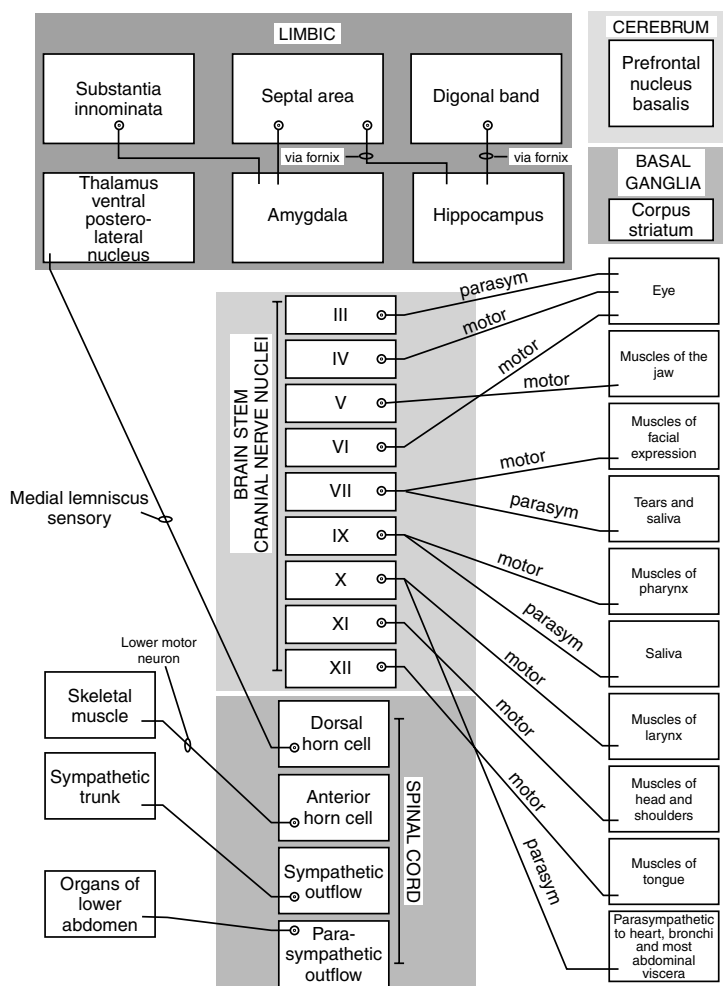 LIMBIC
Substantia
innominata
Septal area
Digonal band
via fornix
via fornix
Thalamus
ventral
postero-
lateral
nucleus
Amygdala
Hippocampus
CEREBRUM
Prefrontal
nucleus
basalis
BASAL
GANGLIA
Corpus
striatum
BRAIN STEM
CRANIAL NERVE NUCLEI
III
IV
V
VI
VII
IX
X
XI
XII
parasym
motor
motor
motor
motor
parasym
motor
parasym
motor
motor
motor
parasym
Eye
Muscles of the
jaw
Muscles of
facial
expression
Tears and
saliva
Muscles of
pharynx
Saliva
Muscles of
larynx
Muscles of
head and
shoulders
Muscles of
tongue
Parasympathetic
to heart, bronchi
and most
abdominal
viscera
Medial lemniscus
sensory
Lower motor
neuron
Skeletal
muscle
Sympathetic
trunk
Organs of
lower
abdomen
SPINAL CORD
Dorsal
horn cell
Anterior
horn cell
Sympathetic
outflow
Para-
sympathetic
outflow